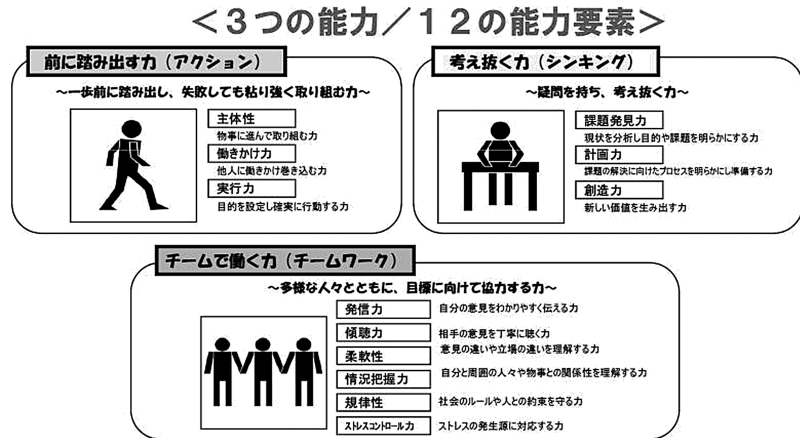 ＜３つの能力／１２の能力要素＞
前に踏み出す力（アクション）
～一歩前に踏み出し、失敗しても粘り強く取り組む力～
主体性
物事に進んで取り組む力
働きかけ力
他人に働きかけ巻き込む力
実行力
目的を設定し確実に行動する力
考え抜く力（シンキング）
～疑問を持ち、考え抜く力～
課題発見力
現状を分析し目的や課題を明らかにする力
計画力
課題の解決に向けたプロセスを明らかにし準備する力
創造力
新しい価値を生み出す力
チームで働く力（チームワーク）
～多様な人々とともに、目標に向けて協力する力～
発信力 自分の意見をわかりやすく伝える力
傾聴力 相手の意見を丁寧に聴く力
柔軟性 意見の違いや立場の違いを理解する力
情況把握力 自分と周囲の人々や物事との関係性を理解する力
規律性 社会のルールや人との約束を守る力
ストレスコントロール力 ストレスの発生源に対応する力